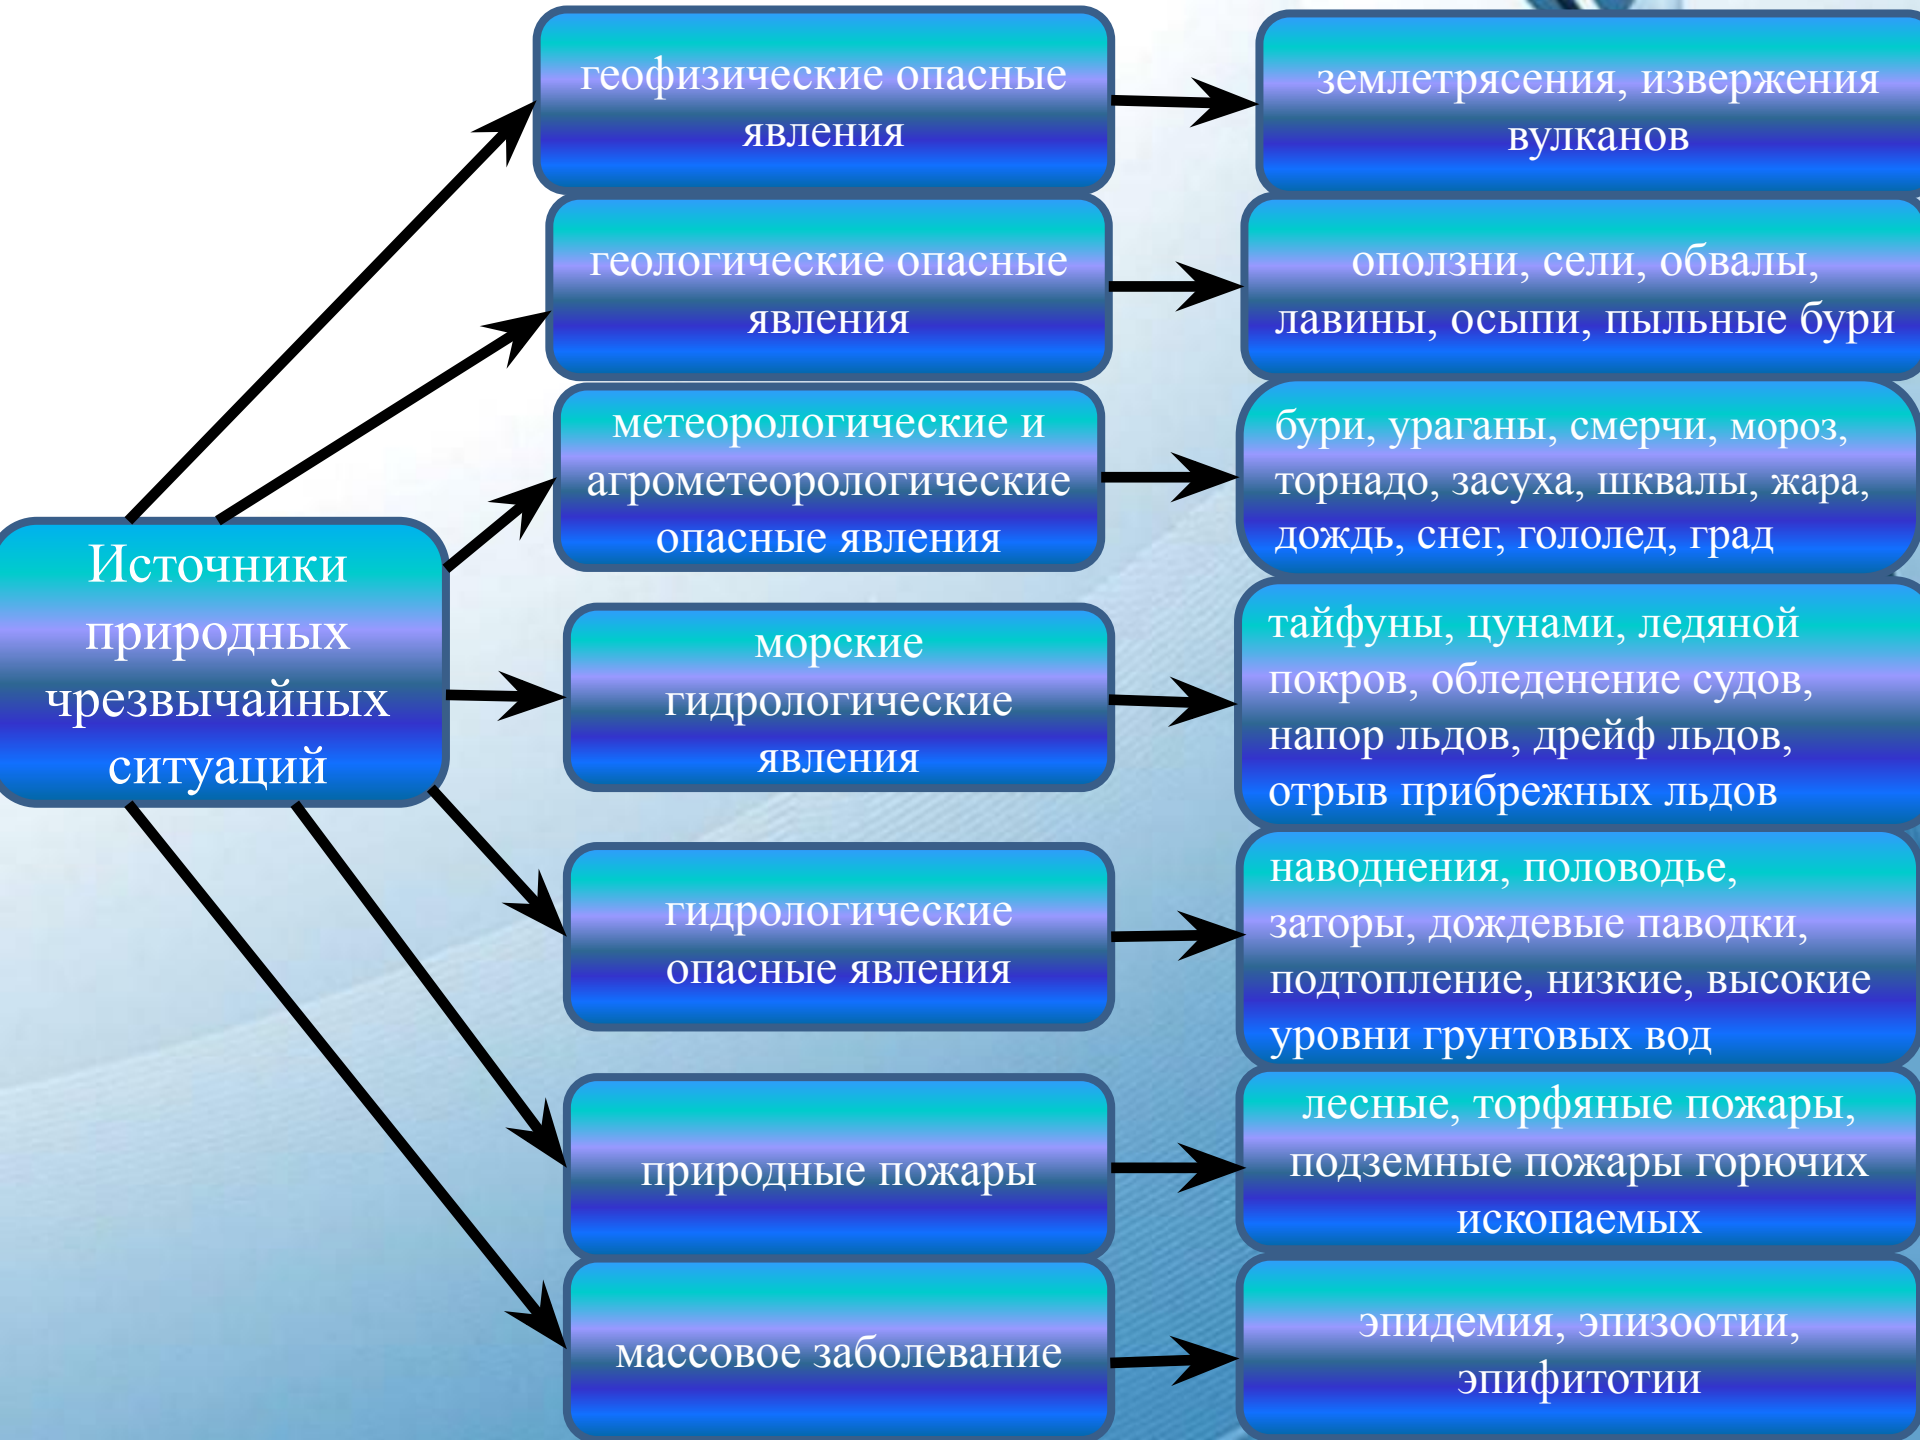 Источники
природных
чрезвычайных
ситуаций
геофизические опасные
явления
землетрясения, извержения
вулканов
геологические опасные
явления
оползни, сели, обвалы,
лавины, осыпи, пыльные бури
метеорологические и
агрометеорологические
опасные явления
бури, ураганы, смерчи, мороз,
торнадо, засуха, шквалы, жара,
дождь, снег, гололед, град
морские
гидрологические
явления
тайфуны, цунами, ледяной
покров, обледенение судов,
напор льдов, дрейф льдов,
отрыв прибрежных льдов
гидрологические
опасные явления
наводнения, половодье,
заторы, дождевые паводки,
подтопление, низкие, высокие
уровни грунтовых вод
природные пожары
лесные, торфяные пожары,
подземные пожары горючих
ископаемых
массовое заболевание
эпидемия, эпизоотии,
эпифитотии